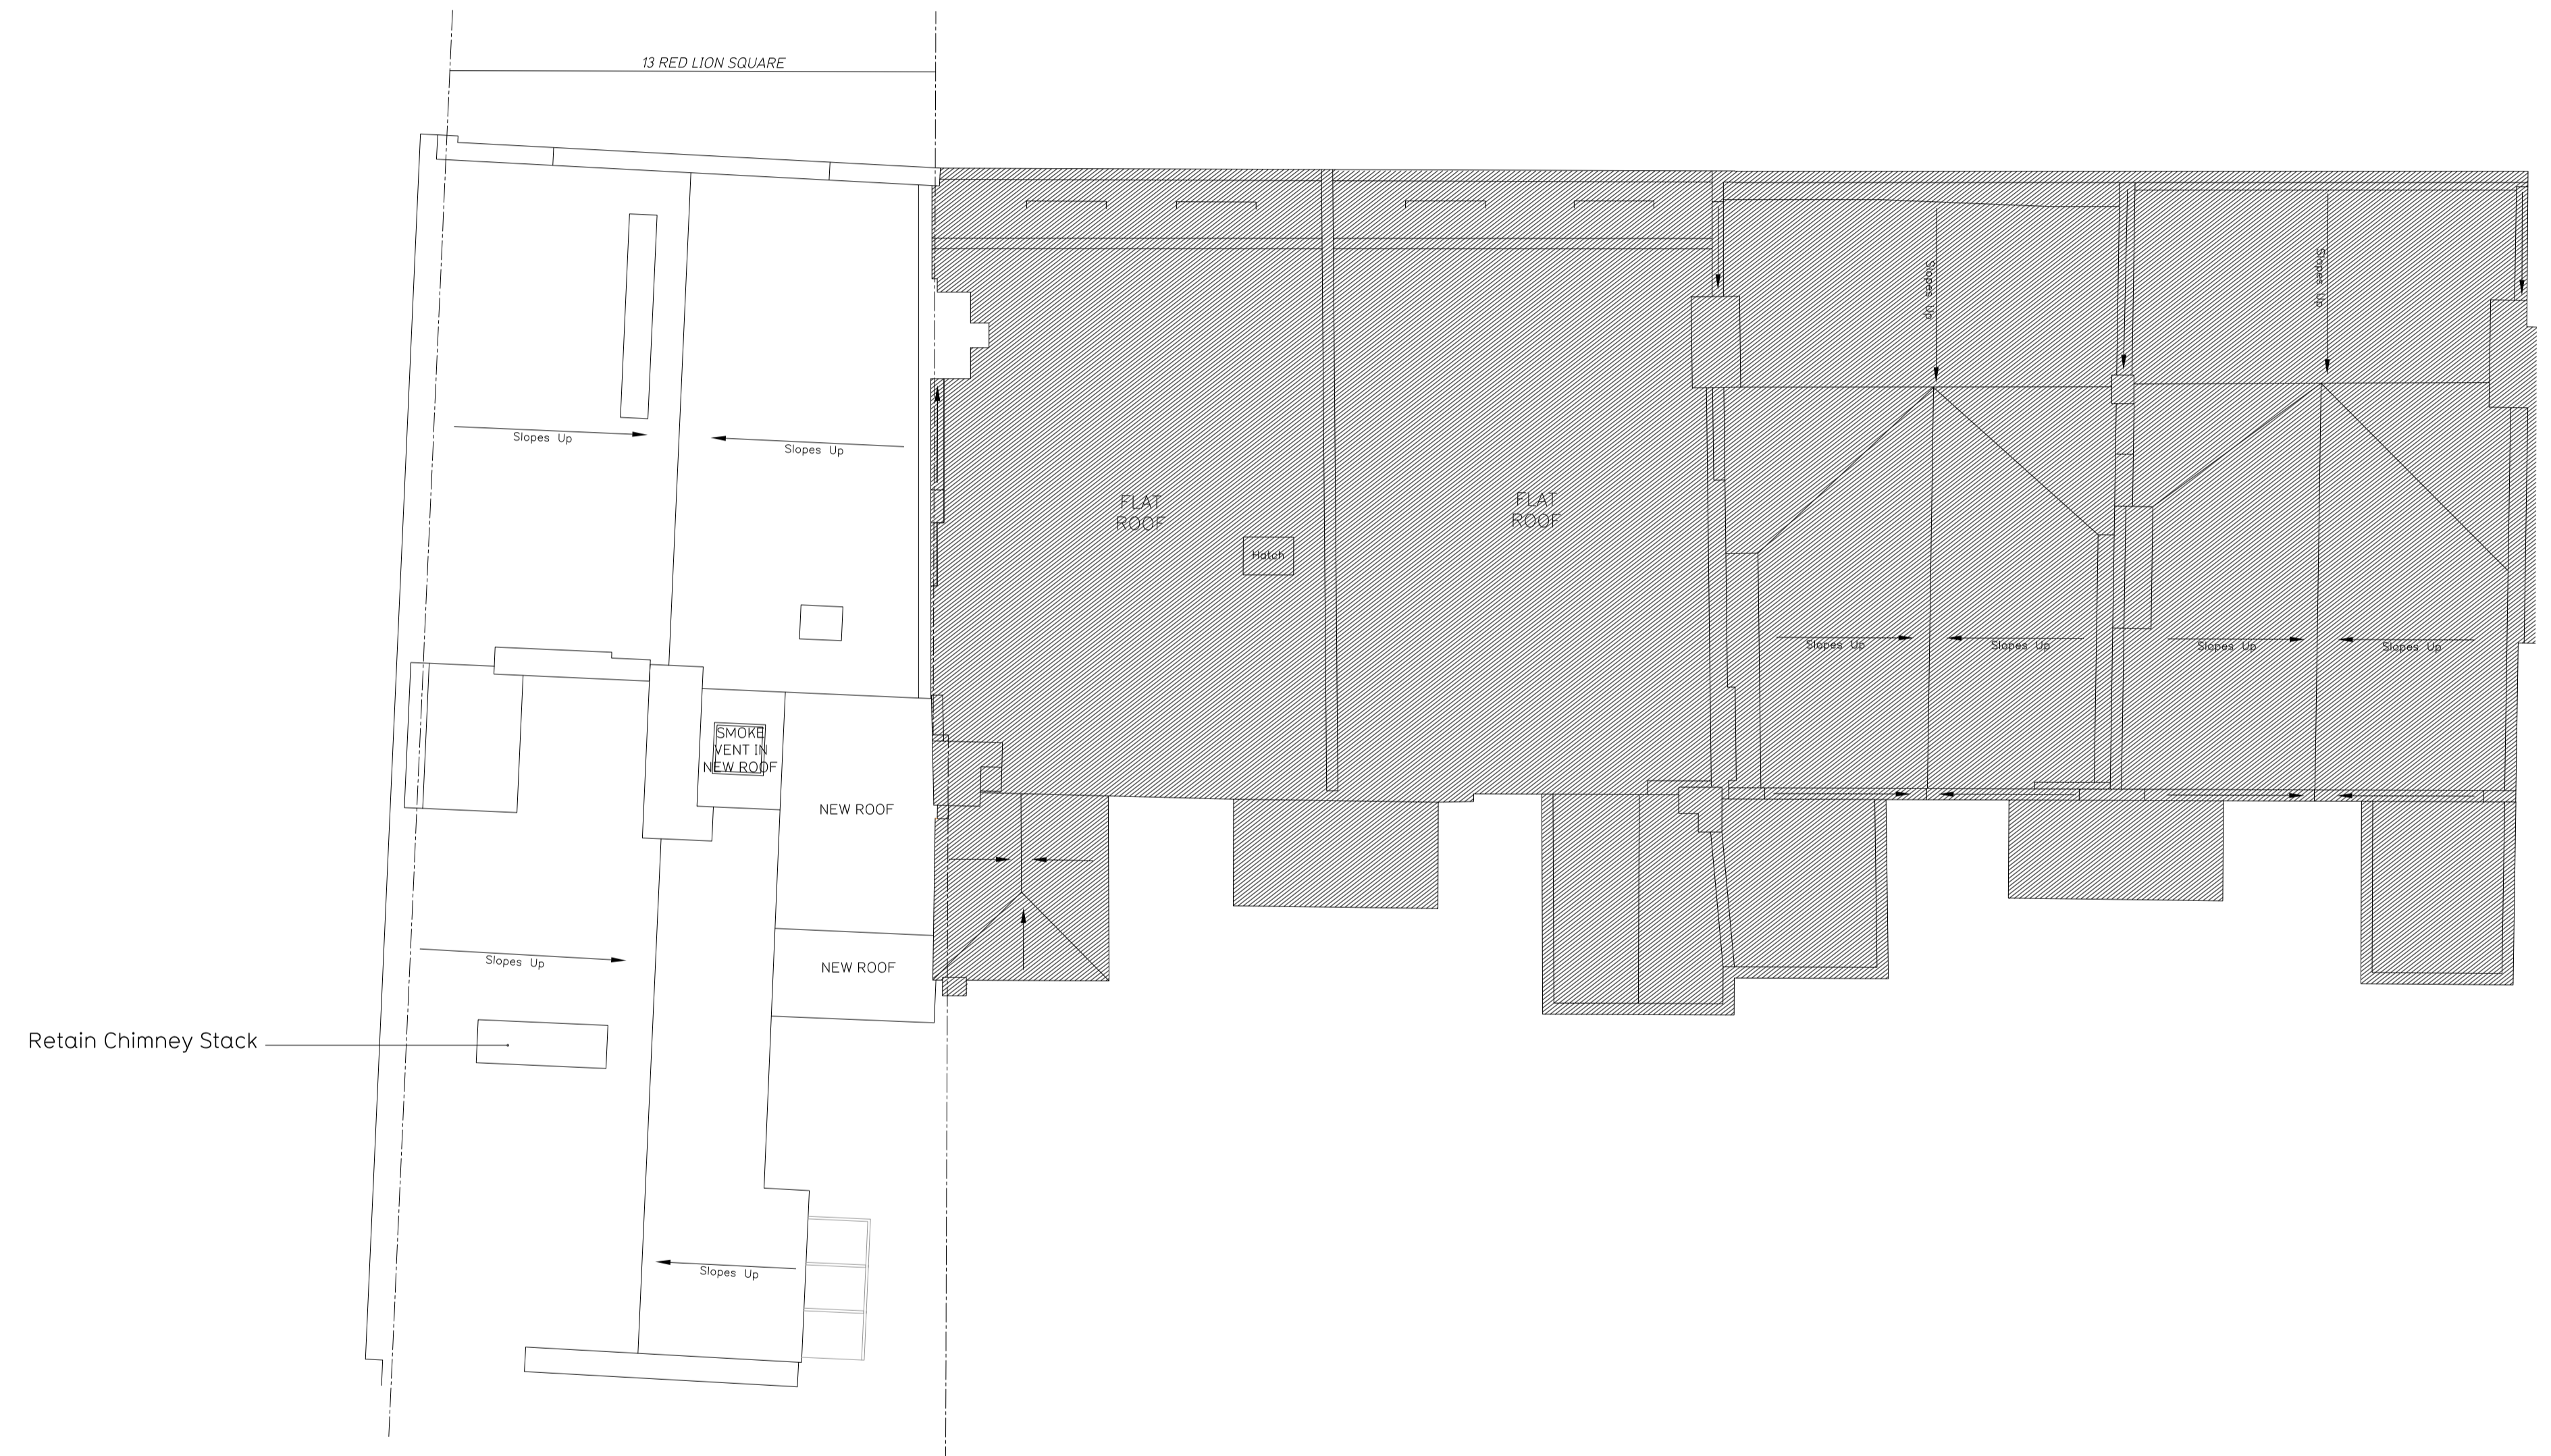 13 RED LION SQUARE
Slopes Up
Slopes Up
Slopes Up
Slopes Up
FLAT
ROOF
FLAT
ROOF
Hatch
Slopes Up
Slopes Up
Slopes Up
Slopes Up
SMOKE
VENT IN
NEW ROOF
NEW ROOF
Slopes Up
NEW ROOF
Retain Chimney Stack
Slopes Up